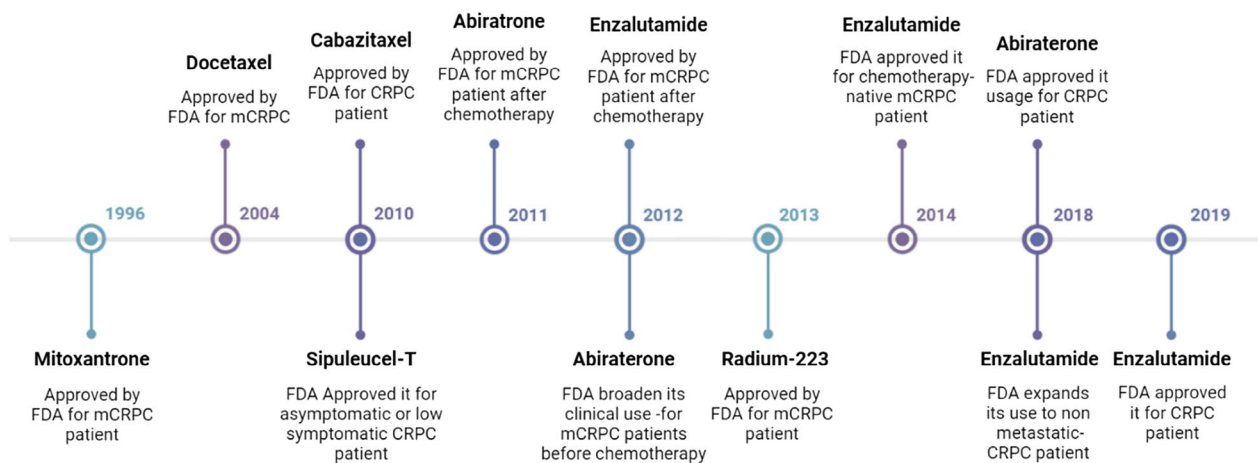 Docetaxel
Approved by
FDA for mCRPC
Cabazitaxel
Approved by
FDA for CRPC
patient
Abiratrone
Approved by
FDA for mCRPC
patient after
chemotherapy
Enzalutamide
Approved by
FDA for mCRPC
patient after
chemotherapy
Enzalutamide
FDA approved it
for chemotherapy-
native mCRPC
patient
Abiraterone
FDA approved it
usage for CRPC
patient
1996
2004
2010
2011
2012
2013
2014
2018
2019
Mitoxantrone
Approved by
FDA for mCRPC
patient
Sipuleucel-T
FDA Approved it for
asymptomatic or low
symptomatic CRPC
patient
Abiraterone
FDA broaden its
clinical use -for
mCRPC patients
before chemotherapy
Radium-223
Approved by
FDA for mCRPC
patient
Enzalutamide
FDA expands
its use to non
metastatic-
CRPC patient
Enzalutamide
FDA approved
it for CRPC
patient